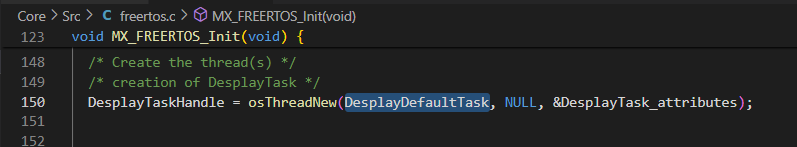 Core > Src > C freertos.c > MX_FREERTOS_Init(void)
123 void MX_FREERTOS_Init(void) {
148 /* Create the thread(s) */
149 /* creation of DesplayTask */
150 DesplayTaskHandle = osThreadNew(DesplayDefaultTask, NULL, &DesplayTask_attributes);
151
152